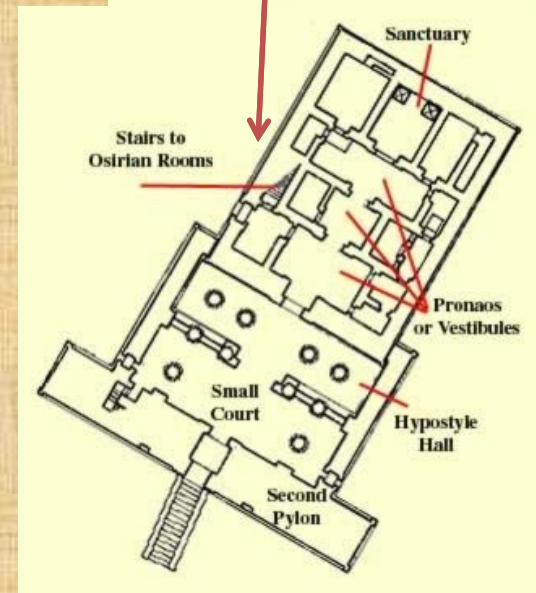 Sanctuary
Stairs to
Osirian Rooms
Pronaos
or Vestibules
Small
Court
Hypostyle
Hall
Second
Pylon